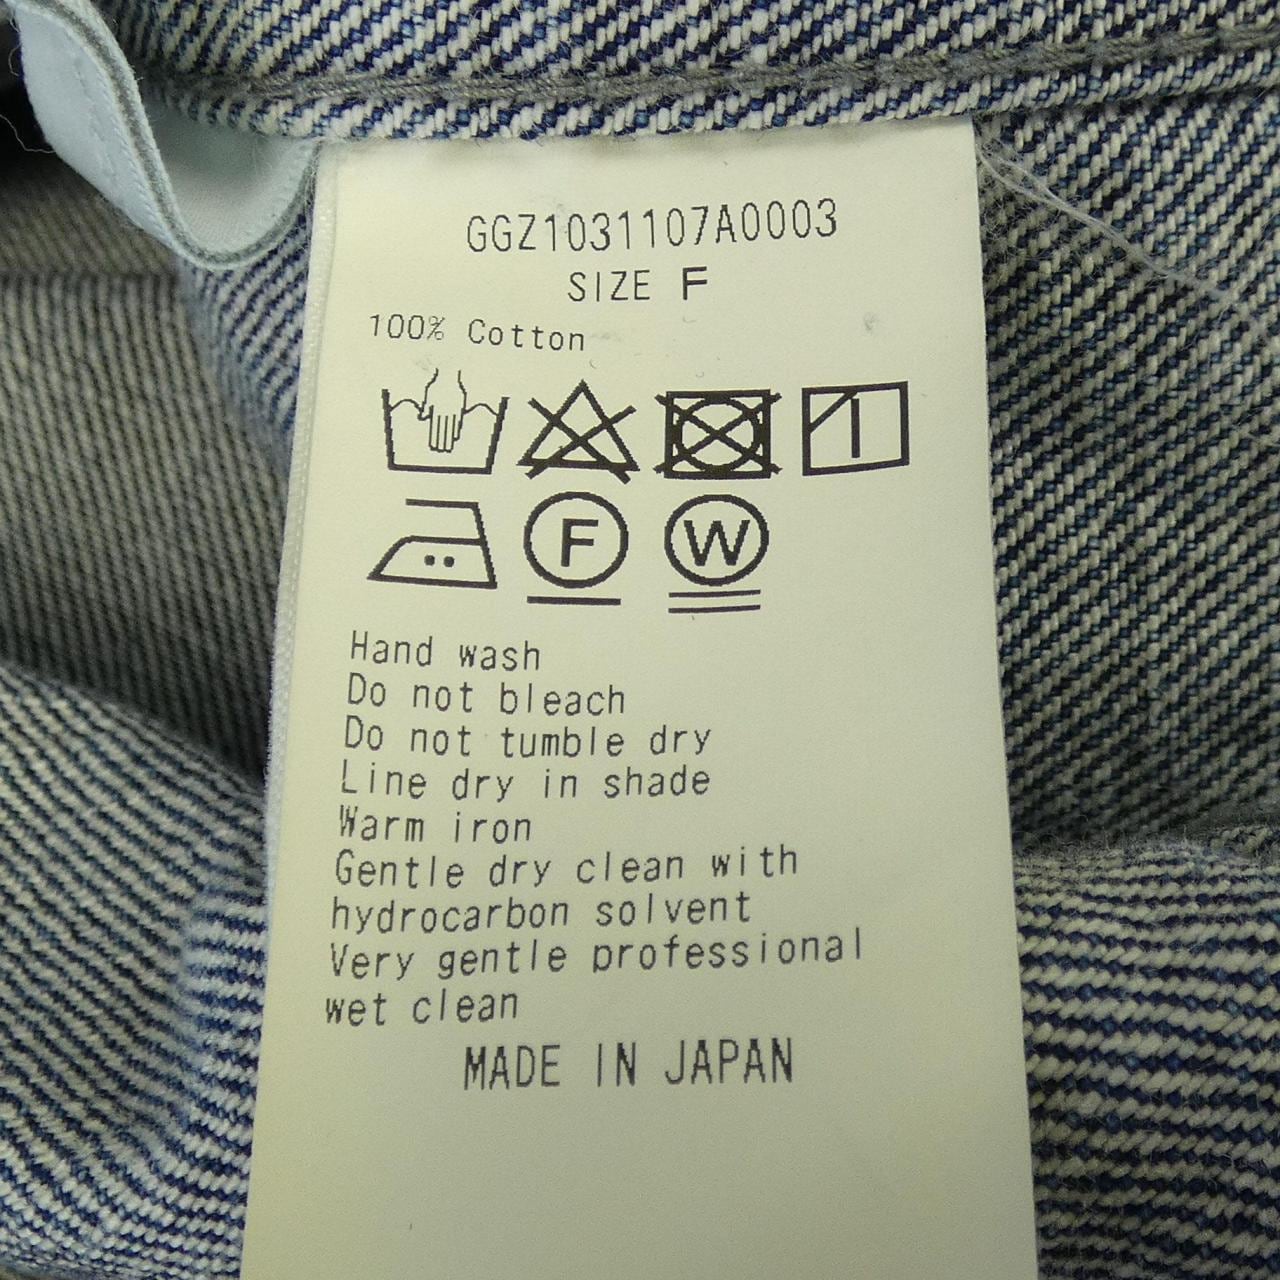 GGZ1031107A0003
SIZE F
100% Cotton
F W
Hand wash
Do not bleach
Do not tumble dry
Line dry in shade
Warm iron
Gentle dry clean with
hydrocarbon solvent
Very gentle professional
wet clean
MADE IN JAPAN